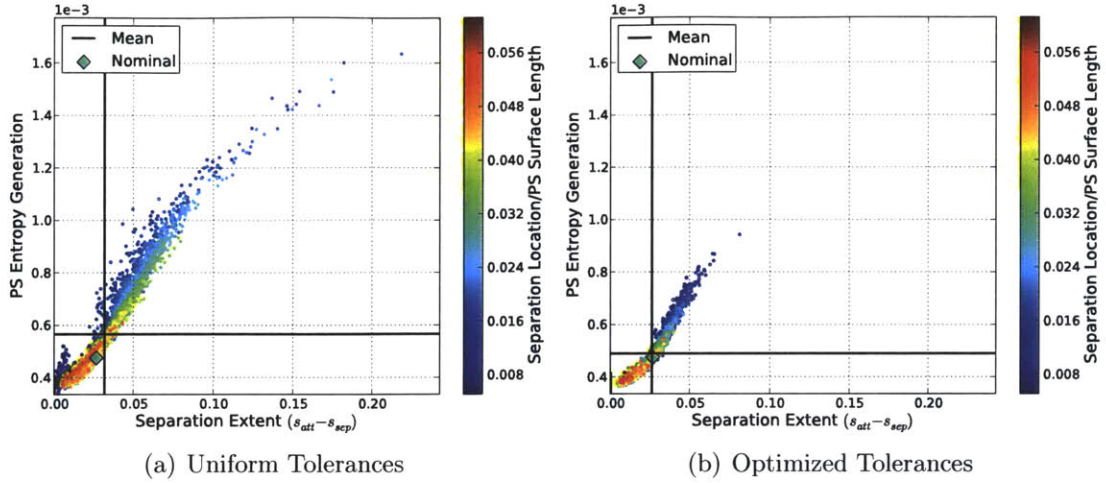 1e−3
Mean
Nominal
1.6
1.4
1.2
1.0
0.8
0.6
0.4
PS Entropy Generation
0.00
0.05
0.10
0.15
0.20
Separation Extent (s_att−s_sep)
0.056
0.048
0.040
0.032
0.024
0.016
0.008
Separation Location/PS Surface Length
(a) Uniform Tolerances
1e−3
Mean
Nominal
1.6
1.4
1.2
1.0
0.8
0.6
0.4
PS Entropy Generation
0.00
0.05
0.10
0.15
0.20
Separation Extent (s_att−s_sep)
0.056
0.048
0.040
0.032
0.024
0.016
0.008
Separation Location/PS Surface Length
(b) Optimized Tolerances